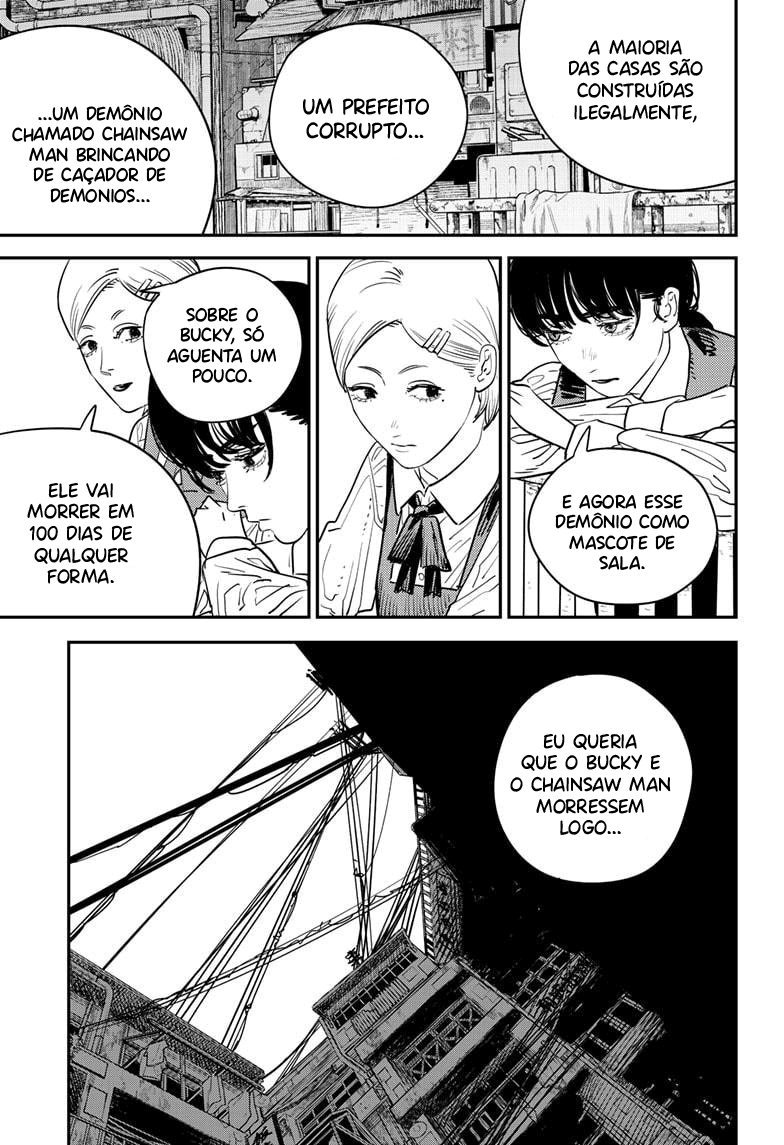 A MAIORIA
DAS CASAS SÃO
CONSTRUÍDAS
ILEGALMENTE,
UM PREFEITO
CORRUPTO...
...UM DEMÔNIO
CHAMADO CHAINSAW
MAN BRINCANDO
DE CAÇADOR DE
DEMONIOS...
E AGORA ESSE
DEMÔNIO COMO
MASCOTE DE
SALA.
SOBRE O
BUCKY, SÓ
AGUENTA UM
POUCO.
ELE VAI
MORRER EM
100 DIAS DE
QUALQUER
FORMA.
EU QUERIA
QUE O BUCKY E
O CHAINSAW MAN
MORRESSEM
LOGO...